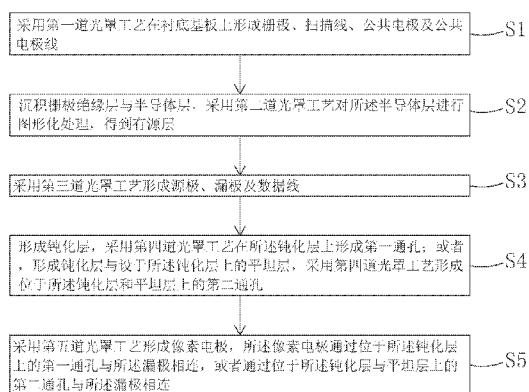 采用第一道光罩工艺在衬底基板上形成栅极、扫描线、公共电极及公共
电极线
S1
沉积栅极绝缘层与半导体层，采用第二道光罩工艺对所述半导体层进行
图形化处理，得到有源层
S2
采用第三道光罩工艺形成源极、漏极及数据线
S3
形成钝化层，采用第四道光罩工艺在所述钝化层上形成第一通孔；或者
，形成钝化层与设于所述钝化层上的平坦层，采用第四道光罩工艺形成
位于所述钝化层和平坦层上的第二通孔
S4
采用第五道光罩工艺形成像素电极，所述像素电极通过位于所述钝化层
上的第一通孔与所述漏极相连，或者通过位于所述钝化层与平坦层上的
第二通孔与所述漏极相连
S5